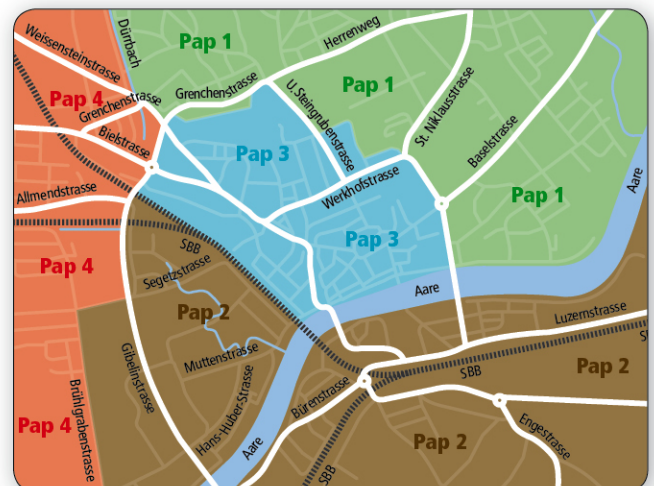 Weissensteinstrasse
Dürrbach
Pap 1
Herrenweg
Pap 4
Grenchenstrasse
Grenchenstrasse
U. Steingrubenstrasse
Pap 1
St. Niklausstrasse
Baselstrasse
Bielstrasse
Pap 3
Allmendstrasse
Werkhofstrasse
Pap 1
Aare
Pap 3
SBB
Pap 4
Segetzstrasse
Aare
Pap 2
Luzernstrasse
Muttenstrasse
Gibelinstrasse
SBB
Pap 2
Brühlgrabenstrasse
Hans-Huber-Strasse
Bürenstrasse
Pap 4
Aare
Pap 2
Engestrasse
SBB